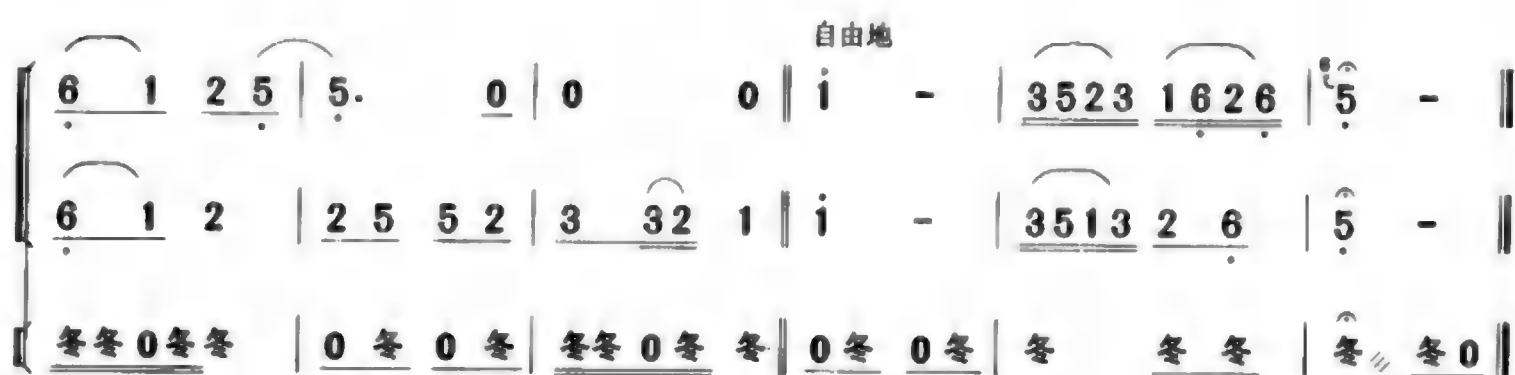 自由地
6 1 2 5 | 5. 0 | 0 0 ‖ i - | 3523 1626 | 6 5 - ‖
6 1 2 | 2 5 5 2 | 3 32 1 ‖ i - | 3513 2 6 | 5 - ‖
冬冬0冬冬 | 0 冬 0 冬 | 冬冬0冬 冬 ‖ 0冬 0冬 | 冬 冬 冬 | 冬 冬0 ‖